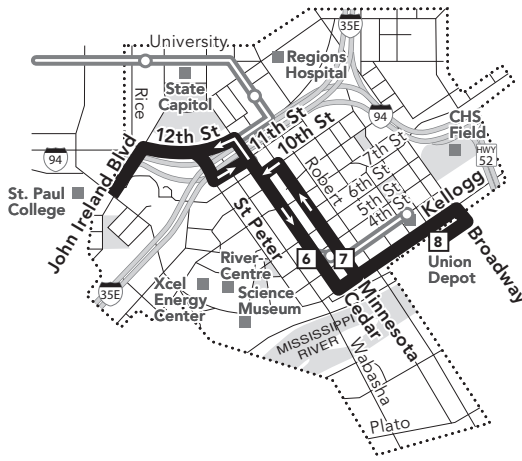 35E
University
Regions
Hospital
State
Capitol
Rice
12th St
11th St
10th St
94
CHS
Field
7th St
HWY
52
94
6th St
5th St
4th St
Robert
St. Paul
College
John Ireland Blvd
St Peter
Kellogg
Broadway
6
7
8
Union
Depot
River-
Centre
Xcel
Energy
Center
Science
Museum
35E
Cedar
Minnesota
MISSISSIPPI
RIVER
Wabasha
Plato